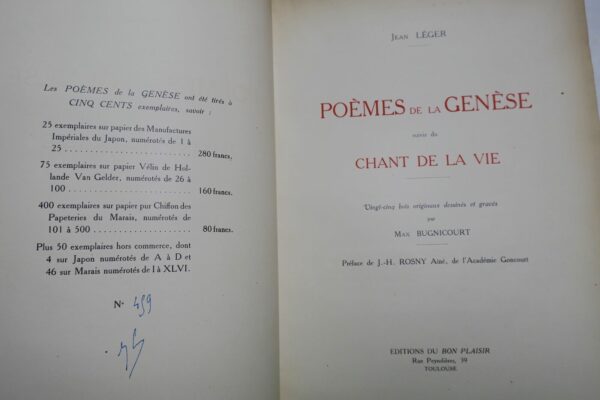 Les POÈMES de la GENÈSE ont été tirés à
CINQ CENTS exemplaires, savoir :
25 exemplaires sur papier des Manufactures
Impériales du Japon, numérotés de 1 à
25 . . . . . . . . . . . . . . . . . . . . 280 francs.
75 exemplaires sur papier Vélin de Hol-
lande Van Gelder, numérotés de 26 à
100 . . . . . . . . . . . . . . . . . . . . 160 francs.
400 exemplaires sur papier pur Chiffon des
Papeteries du Marais, numérotés de
101 à 500 . . . . . . . . . . . . . . . . 80 francs.
Plus 50 exemplaires hors commerce, dont
4 sur Japon numérotés de A à D et
46 sur Marais numérotés de I à XLVI.
N° 459
JEAN LÉGER
POÈMES DE LA GENÈSE
suivis du
CHANT DE LA VIE
Vingt-cinq bois originaux dessinés et gravés
par
MAX BUGNICOURT
Préface de J.-H. ROSNY Aîné, de l'Académie Goncourt
EDITIONS DU BON PLAISIR
Rue Peyrolières, 39
TOULOUSE